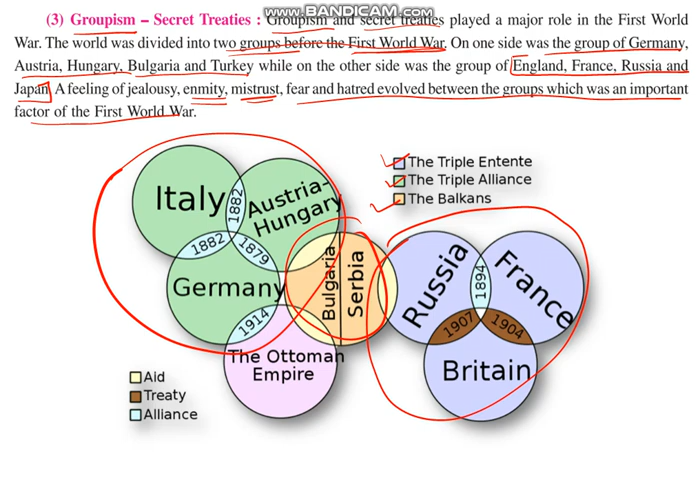 www.BANDICAM.com
(3) Groupism – Secret Treaties : Groupism and secret treaties played a major role in the First World
War. The world was divided into two groups before the First World War. On one side was the group of Germany,
Austria, Hungary, Bulgaria and Turkey while on the other side was the group of England, France, Russia and
Japan. A feeling of jealousy, enmity, mistrust, fear and hatred evolved between the groups which was an important
factor of the First World War.
The Triple Entente
The Triple Alliance
The Balkans
Italy
1882
Austria-
Hungary
1882
1879
Germany
1914
Bulgaria
Serbia
The Ottoman
Empire
Russia
1894
France
1907
1904
Britain
Aid
Treaty
Alliance